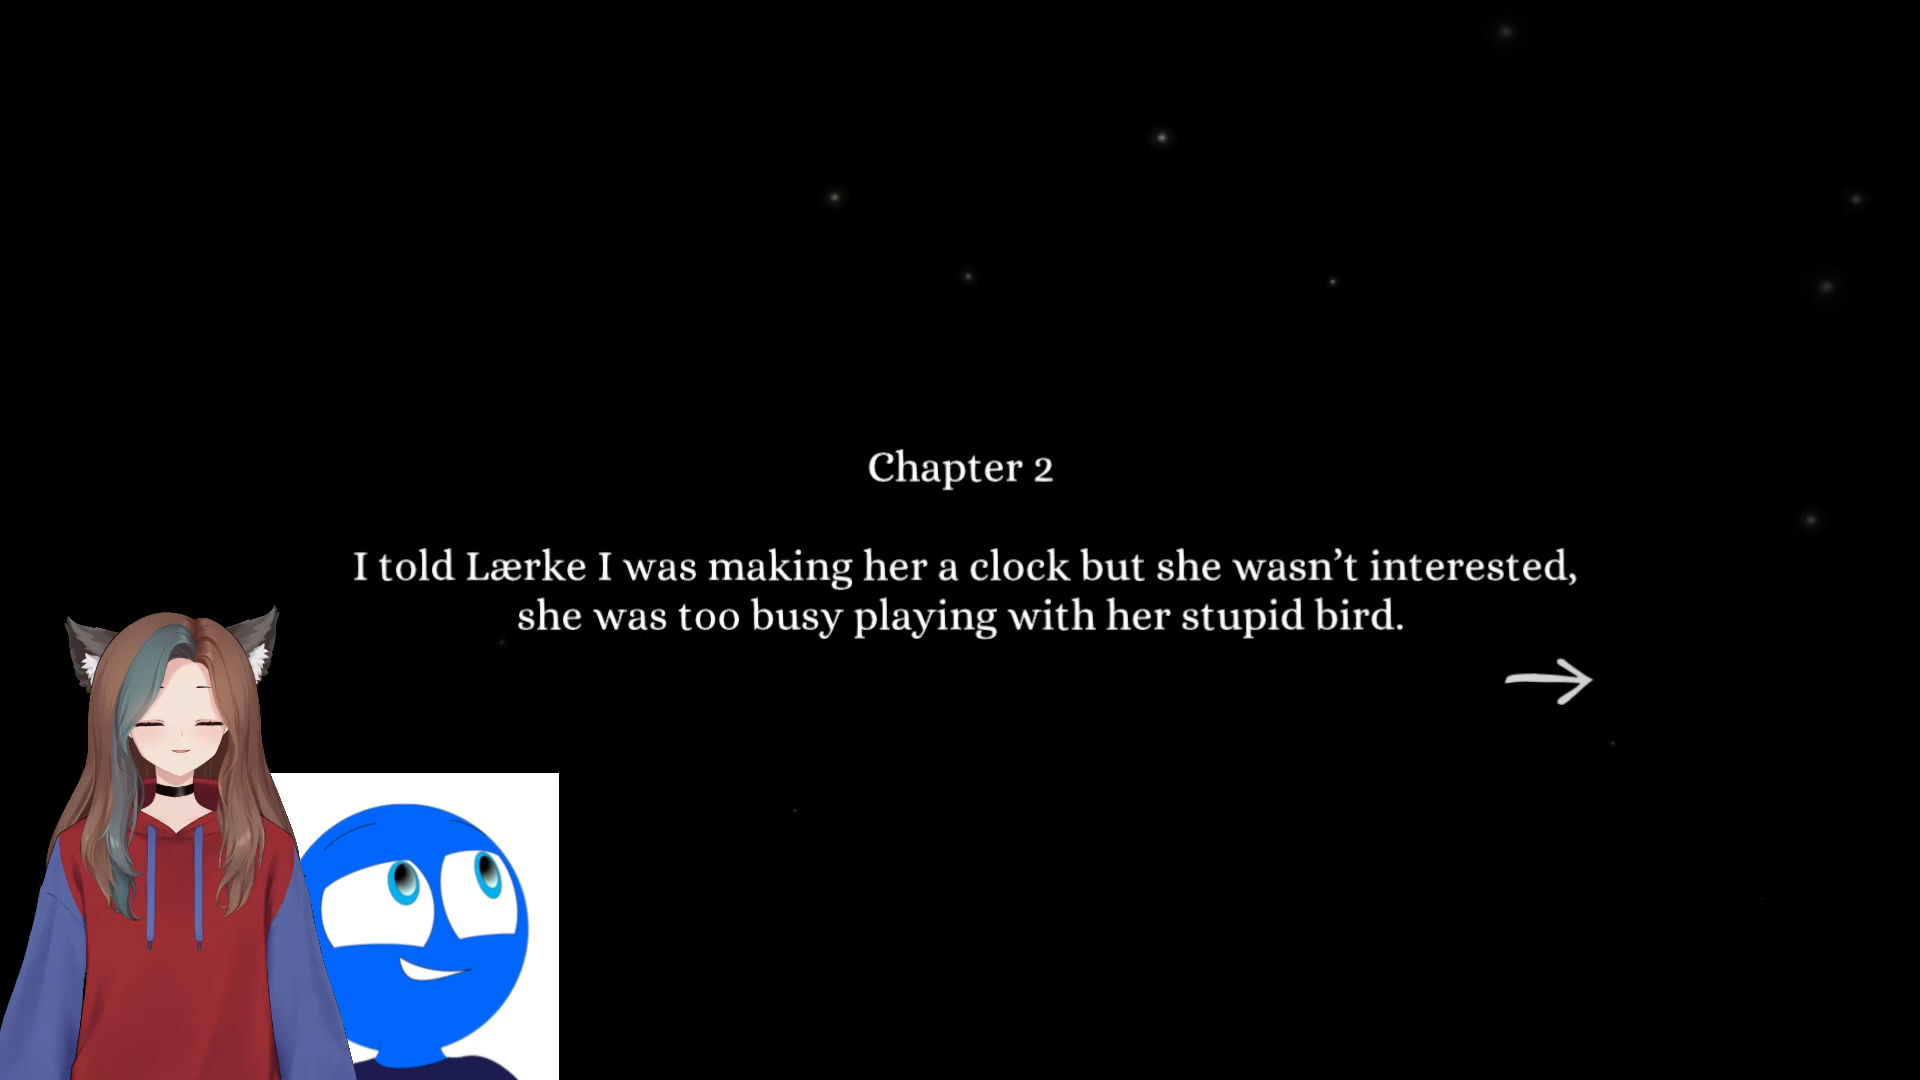 Chapter 2
I told Lærke I was making her a clock but she wasn’t interested,
she was too busy playing with her stupid bird.